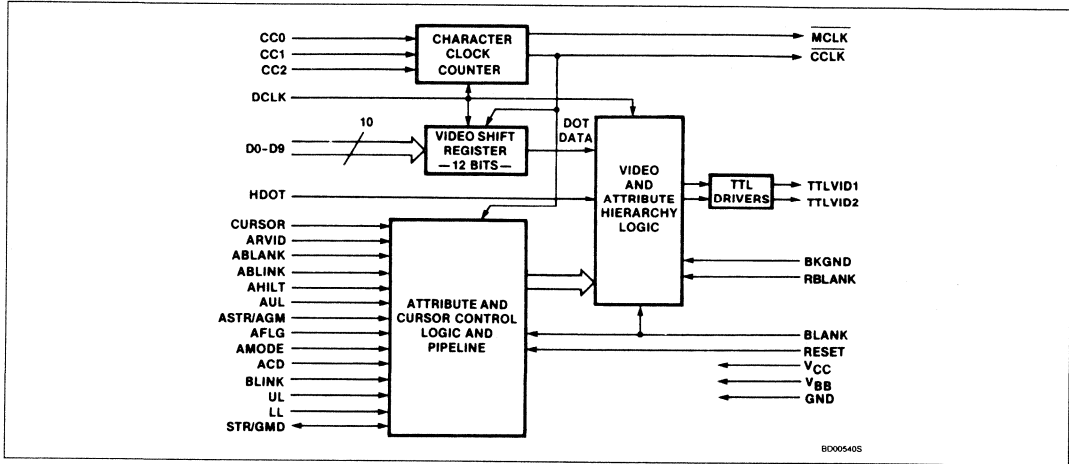 CC0
CC1
CC2
CHARACTER
CLOCK
COUNTER
MCLK
CCLK
DCLK
10
D0-D9
VIDEO SHIFT
REGISTER
— 12 BITS —
DOT
DATA
HDOT
VIDEO
AND
ATTRIBUTE
HIERARCHY
LOGIC
TTL
DRIVERS
TTLVID1
TTLVID2
CURSOR
ARVID
ABLANK
ABLINK
AHILT
AUL
ASTR/AGM
AFLG
AMODE
ACD
BLINK
UL
LL
STR/GMD
ATTRIBUTE AND
CURSOR CONTROL
LOGIC AND
PIPELINE
BKGND
RBLANK
BLANK
RESET
VCC
VBB
GND
BD00540S